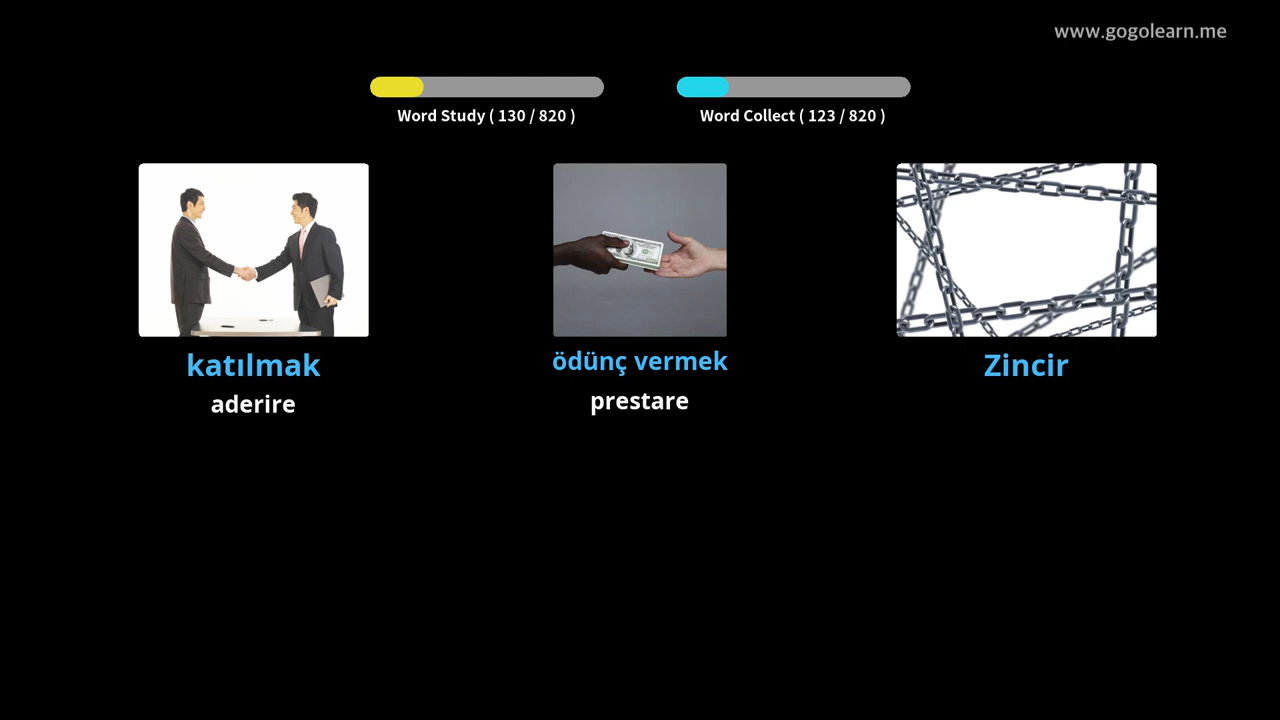 www.gogolearn.me
Word Study ( 130 / 820 )
Word Collect ( 123 / 820 )
katılmak
aderire
ödünç vermek
prestare
Zincir